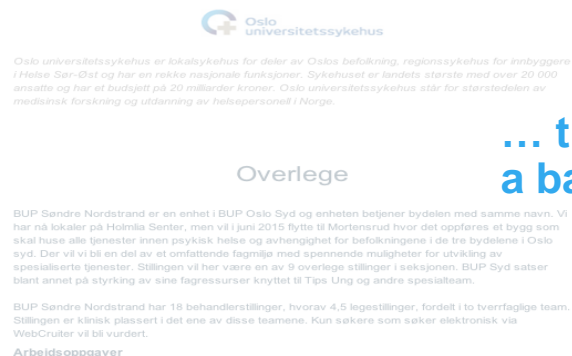 Oslo
universitetssykehus
Oslo universitetssykehus er lokalsykehus for deler av Oslos befolkning, regionssykehus for innbyggere
i Helse Sør-Øst og har en rekke nasjonale funksjoner. Sykehuset er landets største med over 20 000
ansatte og har et budsjett på 20 milliarder kroner. Oslo universitetssykehus står for størstedelen av
medisinsk forskning og utdanning av helsepersonell i Norge.
… t
a ba
Overlege
BUP Søndre Nordstrand er en enhet i BUP Oslo Syd og enheten betjener bydelen med samme navn. Vi
har nå lokaler på Holmlia Senter, men vil i juni 2015 flytte til Mortensrud hvor det oppføres et bygg som
skal huse alle tjenester innen psykisk helse og avhengighet for befolkningene i de tre bydelene i Oslo
syd. Der vil vi bli en del av et omfattende fagmiljø med spennende muligheter for utvikling av
spesialiserte tjenester. Stillingen vil her være en av 9 overlege stillinger i seksjonen. BUP Syd satser
blant annet på styrking av sine fagressurser knyttet til Tips Ung og andre spesialteam.
BUP Søndre Nordstrand har 18 behandlerstillinger, hvorav 4,5 legestillinger, fordelt i to tverrfaglige team.
Stillingen er klinisk plassert i det ene av disse teamene. Kun søkere som søker elektronisk via
WebCruiter vil bli vurdert.
Arbeidsoppgaver